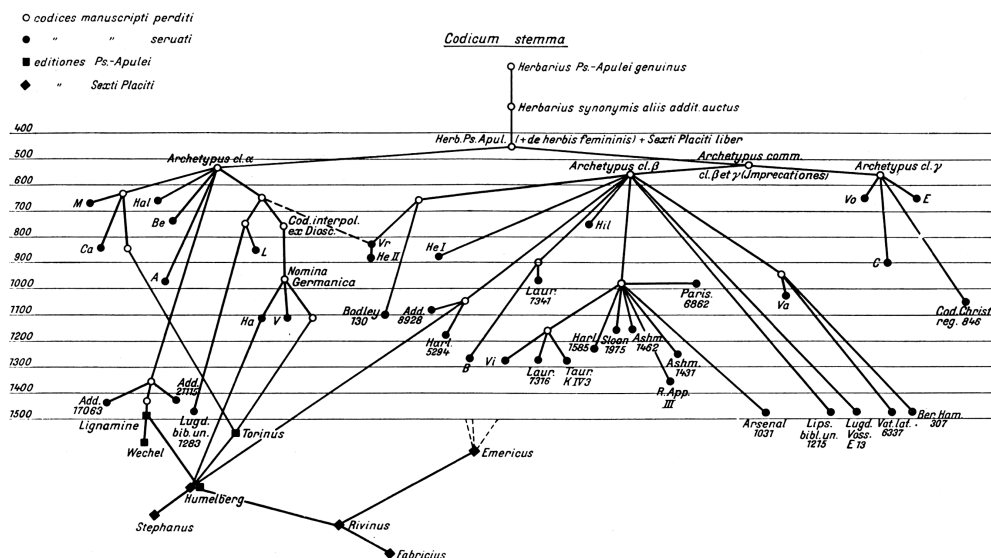 codices manuscripti perditi
" " seruati
editiones Ps.-Apulei
" Sexti Placiti
Codicum stemma
Herbarius Ps.-Apulei genuinus
Herbarius synonymis aliis addit. auctus
400
Herb. Ps. Apul. (+ de herbis femininis) + Sexti Placiti liber
500
Archetypus cl. α
Archetypus cl. β
Archetypus comm.
cl. β et γ (Jmprecationes)
Archetypus cl. γ
600
M
Hal
Vo
E
700
Be
Cod. interpol.
ex Diosc.
Hil
800
Ca
L
Vr
He II
He I
900
A
Nomina
Germanica
Laur.
7341
C
1000
Bodley
130
Add.
8928
Paris.
6862
Va
Cod. Christ.
reg. 846
1100
Ha
V
Harl.
5294
Harl.
1585
Sloan
1975
Ashm.
1462
1200
B
Vi
Laur.
7316
Taur.
K IV 3
Ashm.
1431
1300
R. App.
III
1400
Add.
17063
Add.
21115
1500
Lignamine
Lugd.
bib. un.
1283
Torinus
Arsenal
1031
Lips.
bibl. un.
1215
Lugd.
Voss.
E 13
Vat. lat.
6337
Ber. Ham.
307
Wechel
Emericus
Humelberg
Stephanus
Rivinus
Fabricius